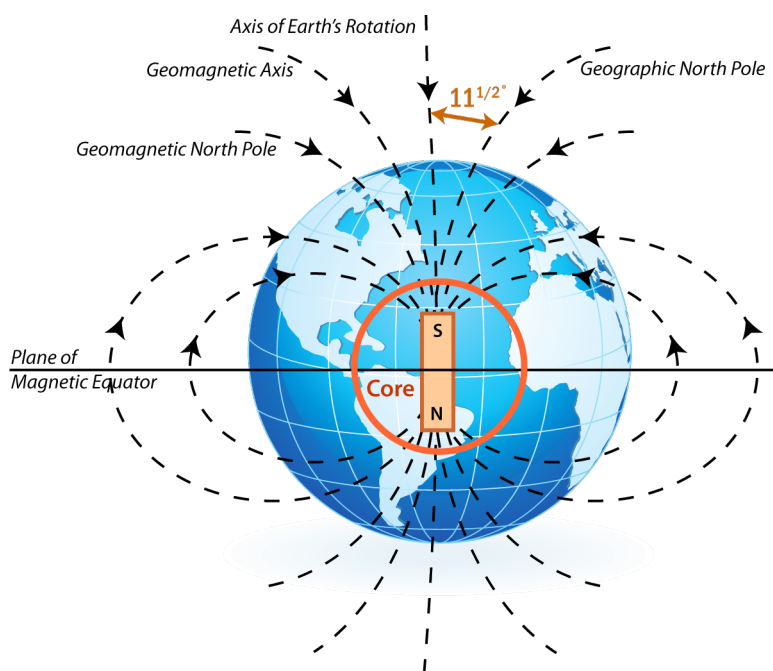 Axis of Earth's Rotation
Geomagnetic Axis
Geographic North Pole
11 1/2°
Geomagnetic North Pole
S
Plane of
Magnetic Equator
Core
N